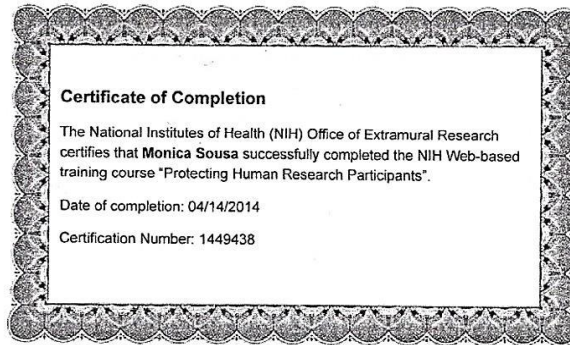 Certificate of Completion
The National Institutes of Health (NIH) Office of Extramural Research
certifies that Monica Sousa successfully completed the NIH Web-based
training course "Protecting Human Research Participants".
Date of completion: 04/14/2014
Certification Number: 1449438